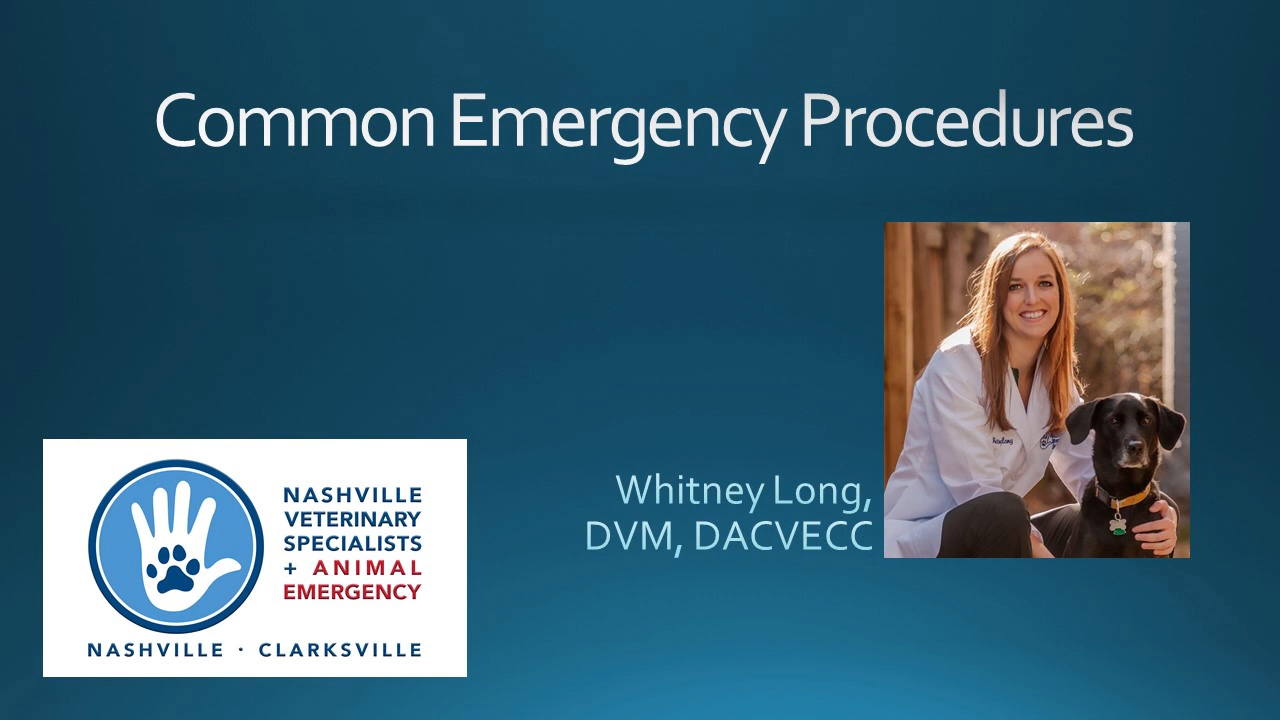 Common Emergency Procedures
Whitney Long,
DVM, DACVECC
NASHVILLE
VETERINARY
SPECIALISTS
+ ANIMAL
EMERGENCY
NASHVILLE · CLARKSVILLE